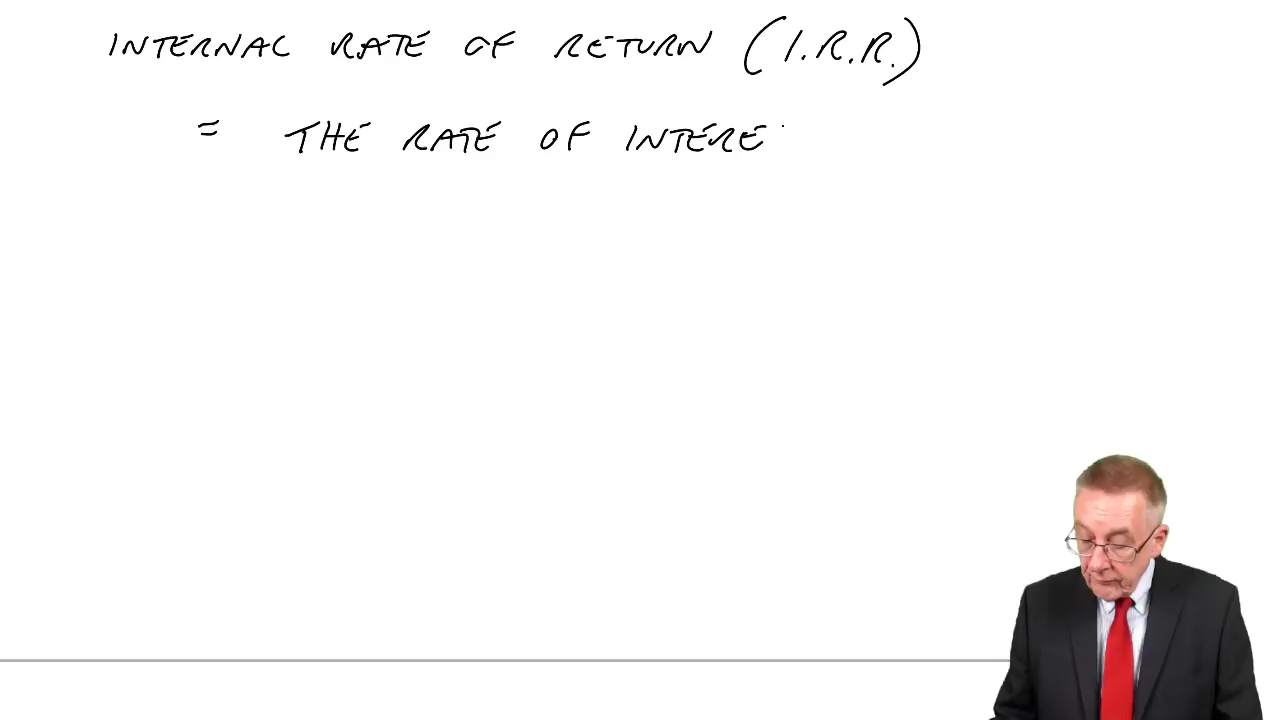 INTERNAL RATE OF RETURN (I.R.R.)
= THE RATE OF INTERE